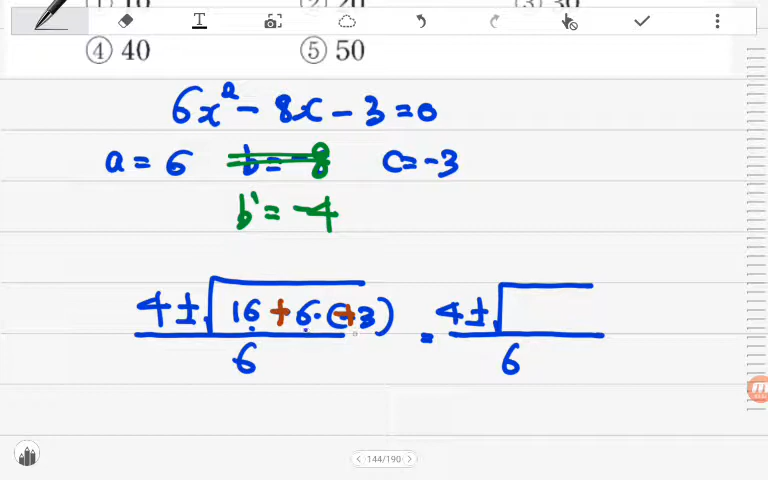 ④ 40 ⑤ 50
6x² - 8x - 3 = 0
a = 6 b = -8 c = -3
b' = -4
4 ± √16 + 6·(+3) / 6 = 4 ± √ / 6
144/190